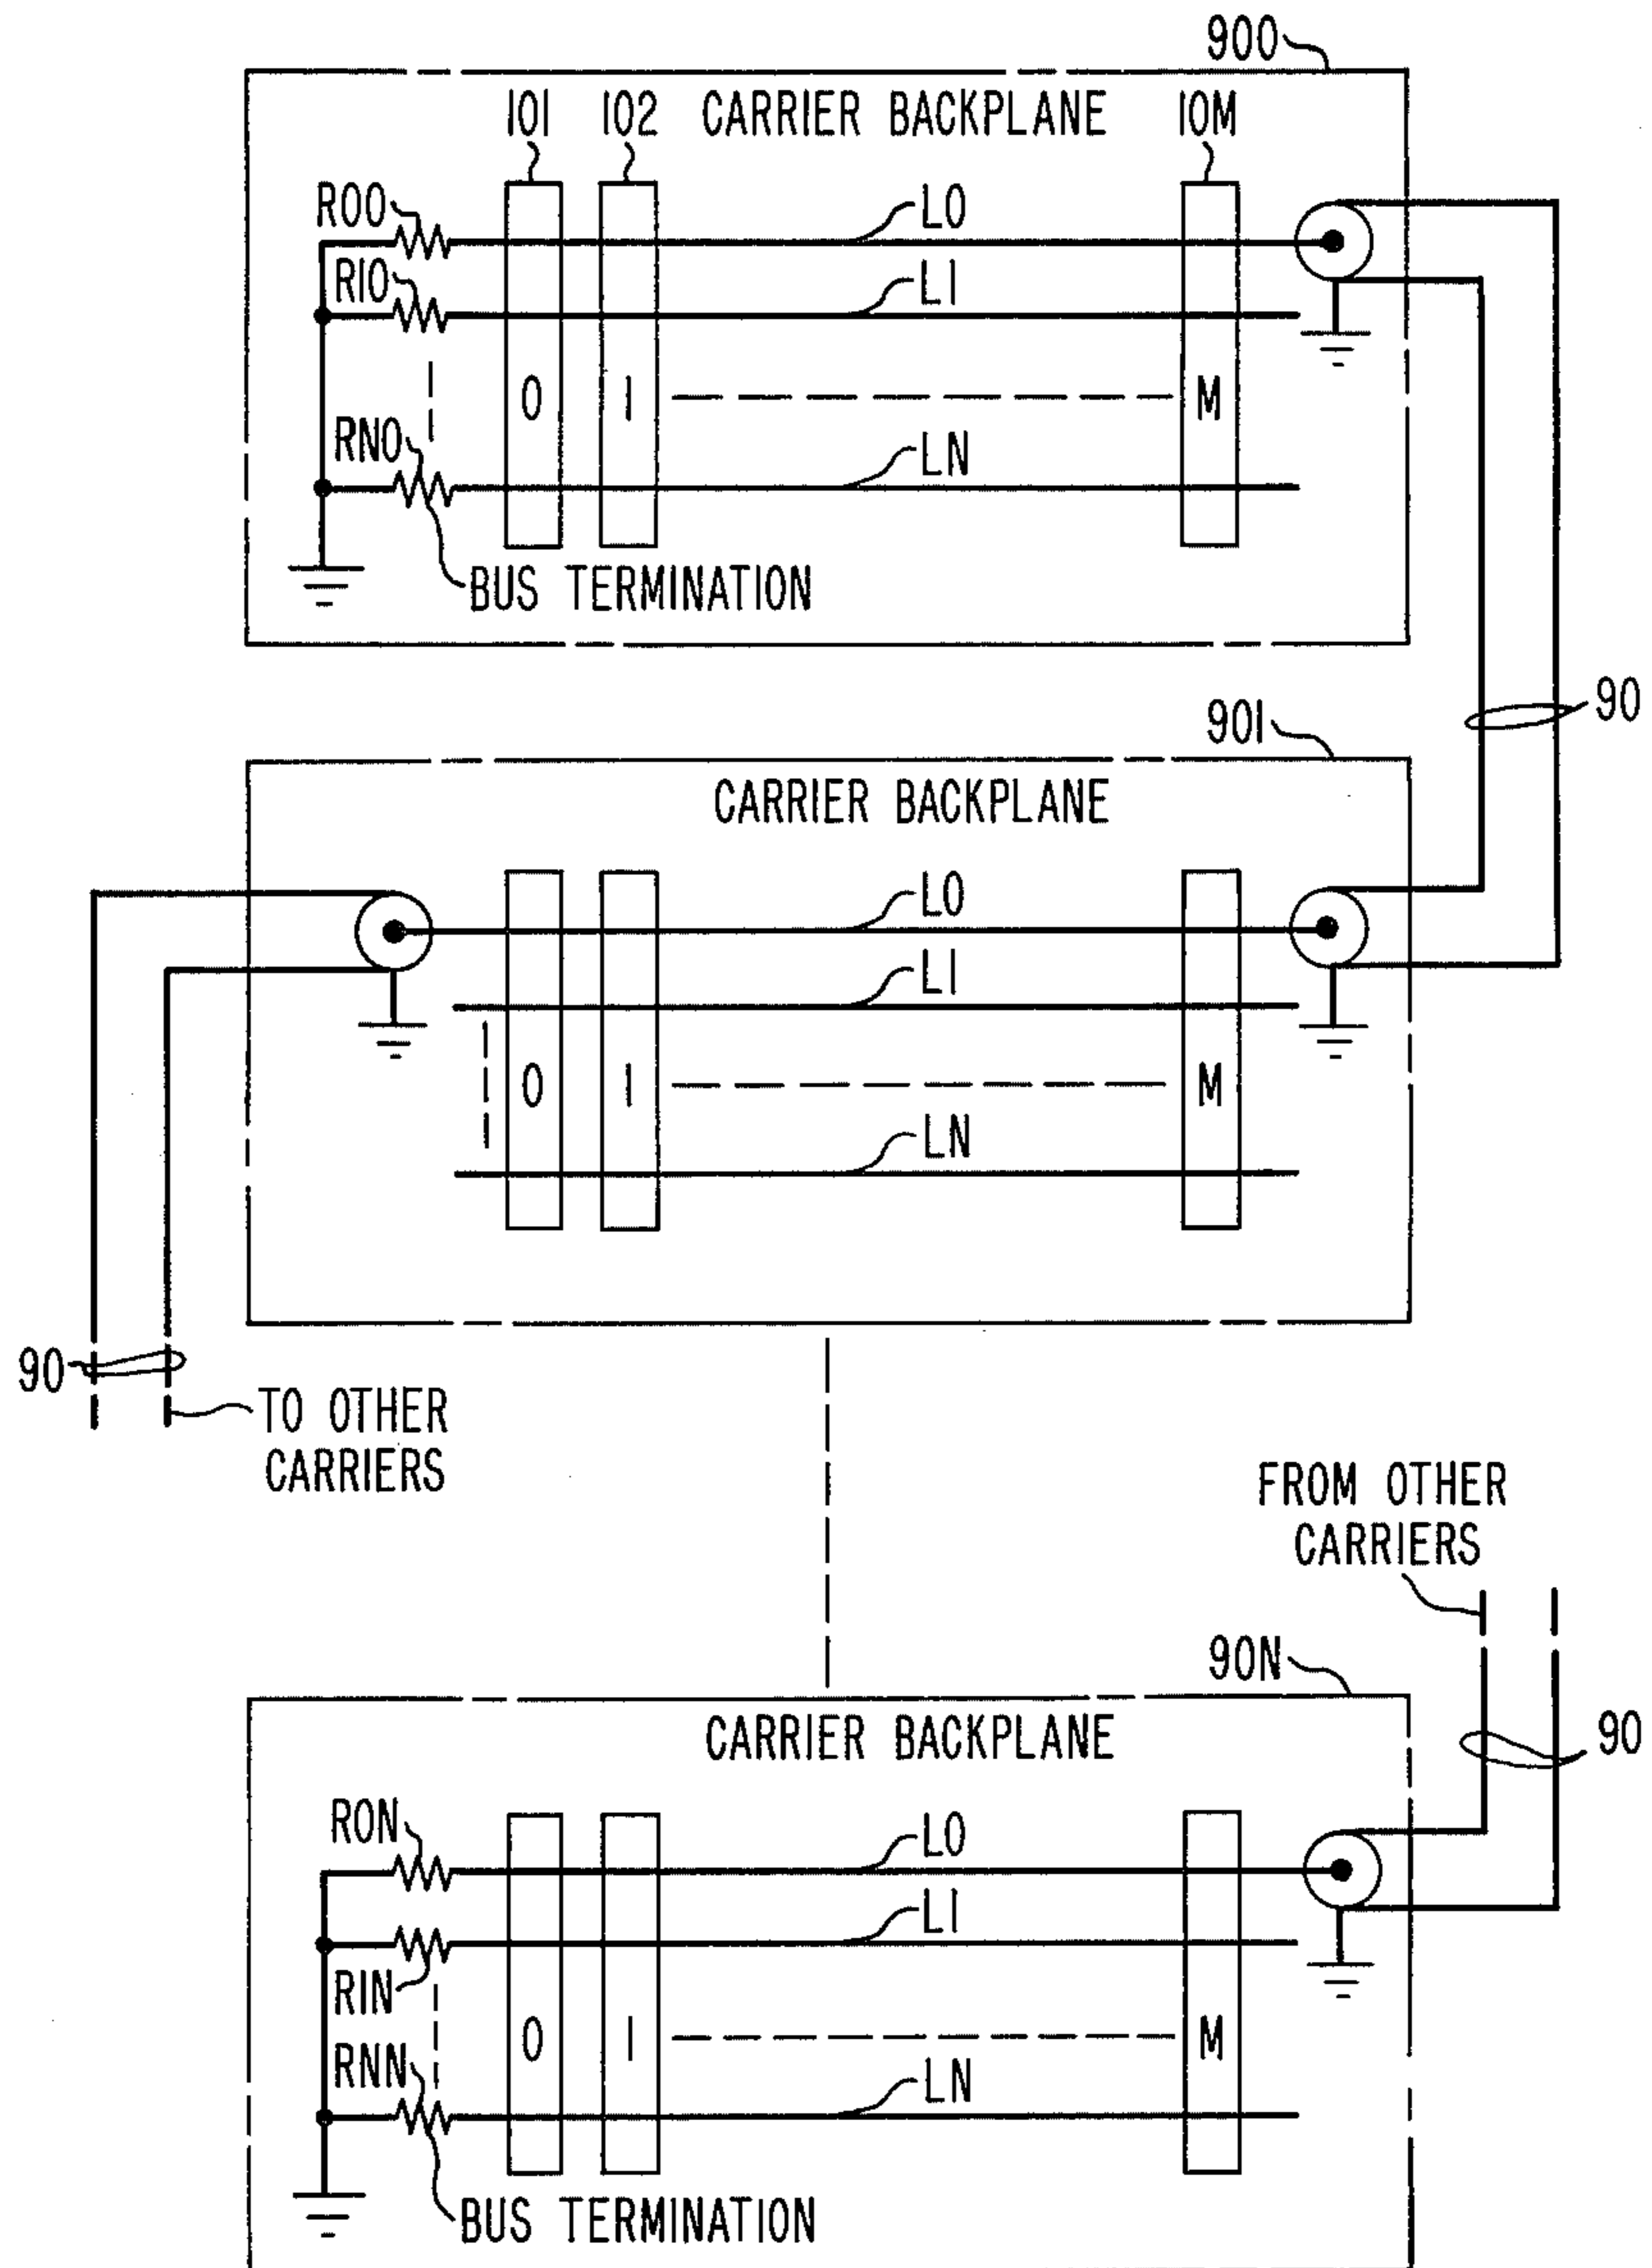 900
101 102 CARRIER BACKPLANE 10M
R00
L0
R10
L1
0 1 M
RN0
LN
BUS TERMINATION
90
901
CARRIER BACKPLANE
L0
L1
0 1 M
LN
90
TO OTHER
CARRIERS
FROM OTHER
CARRIERS
90N
CARRIER BACKPLANE
90
R0N
L0
L1
R1N
0 1 M
RNN
LN
BUS TERMINATION